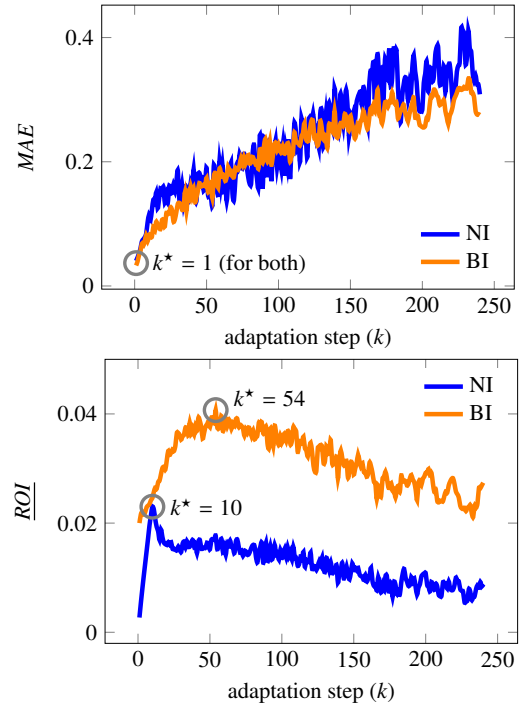 0.4
0.2
0
MAE
k★ = 1 (for both)
NI
BI
0 50 100 150 200 250
adaptation step (k)
0.04
0.02
0
ROI
k★ = 54
k★ = 10
NI
BI
0 50 100 150 200 250
adaptation step (k)